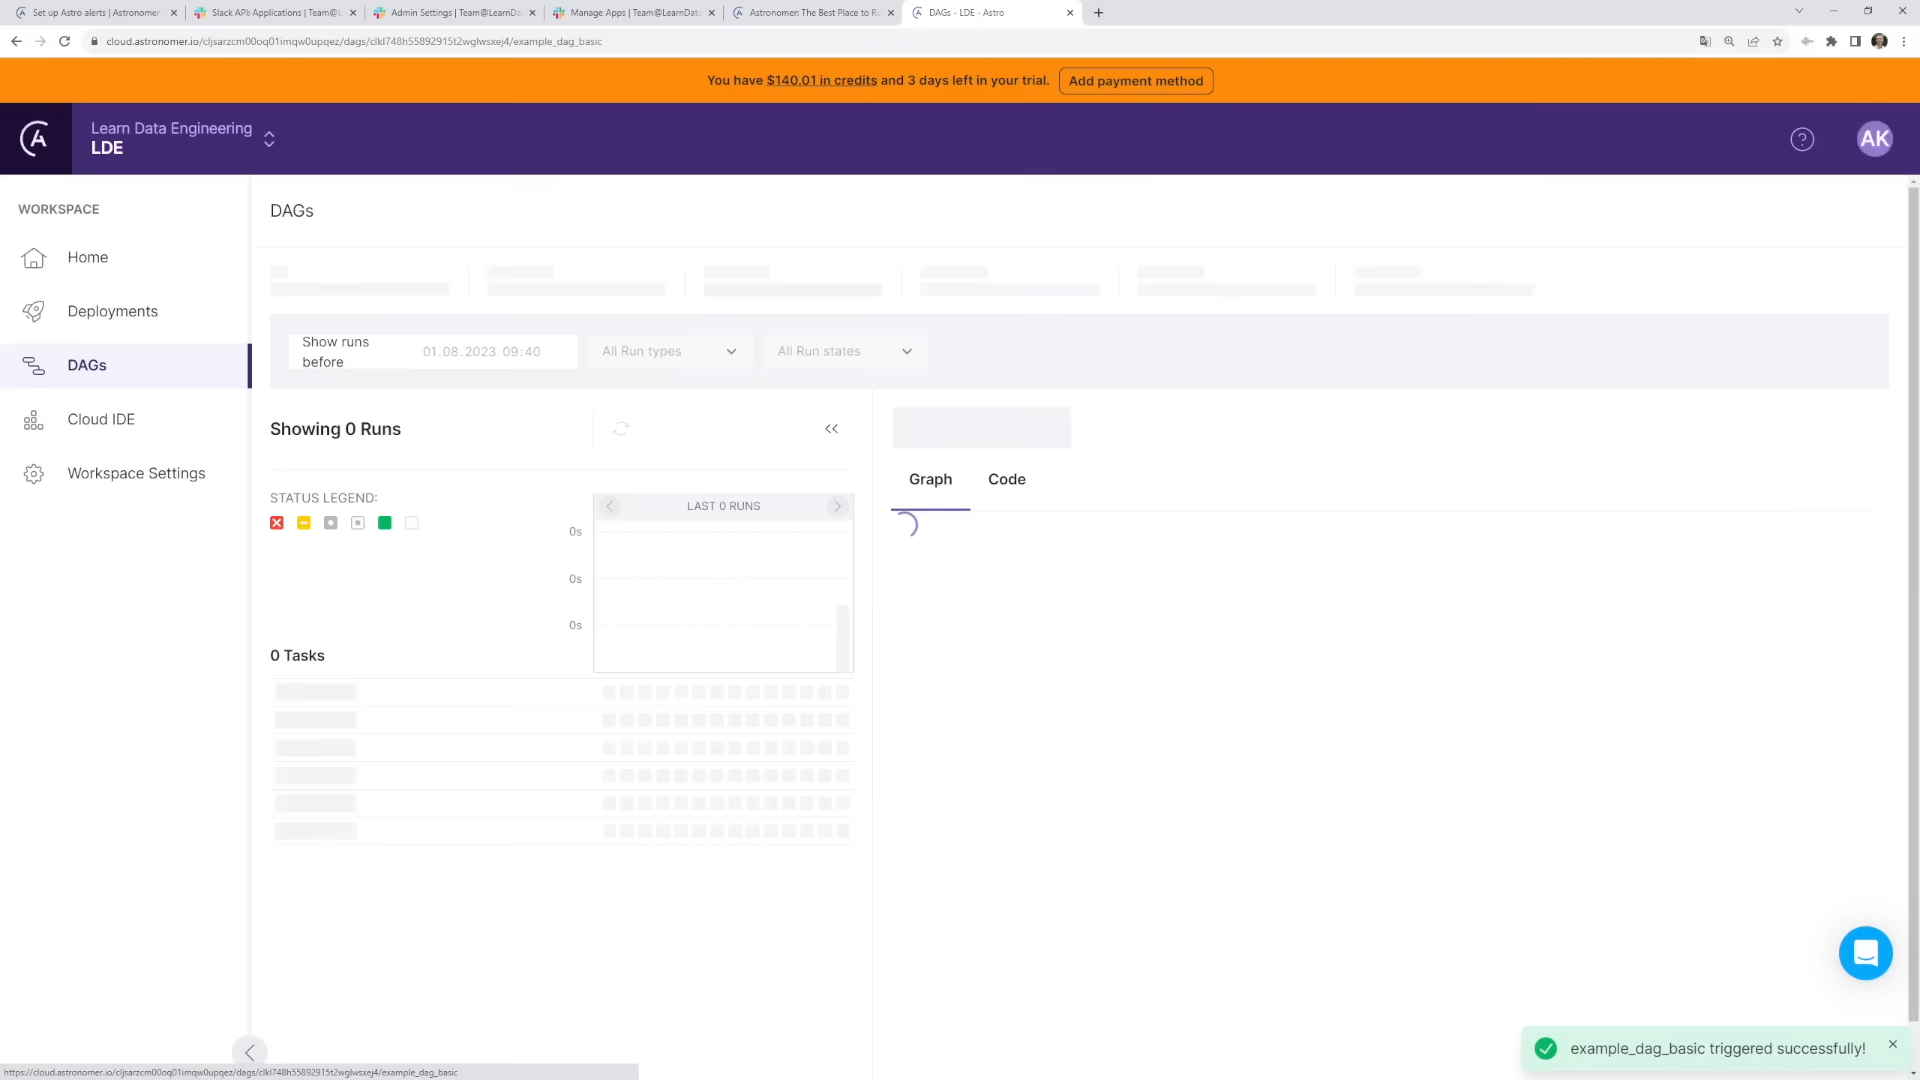 Set up Astro alerts | Astronomer
Slack API: Applications | Team@L
Admin Settings | Team@LearnDa
Manage Apps | Team@LearnData
Astronomer: The Best Place to Ru
DAGs - LDE - Astro
cloud.astronomer.io/cljsarzcm00oq01imqw0upqez/dags/clkl748h55892915t2wglwsxej4/example_dag_basic
You have $140.01 in credits and 3 days left in your trial.
Add payment method
Learn Data Engineering
LDE
AK
WORKSPACE
Home
Deployments
DAGs
Cloud IDE
Workspace Settings
DAGs
Show runs
before
01.08.2023 09:40
All Run types
All Run states
Showing 0 Runs
Graph
Code
STATUS LEGEND:
LAST 0 RUNS
0s
0s
0s
0 Tasks
example_dag_basic triggered successfully!
https://cloud.astronomer.io/cljsarzcm00oq01imqw0upqez/dags/clkl748h55892915t2wglwsxej4/example_dag_basic